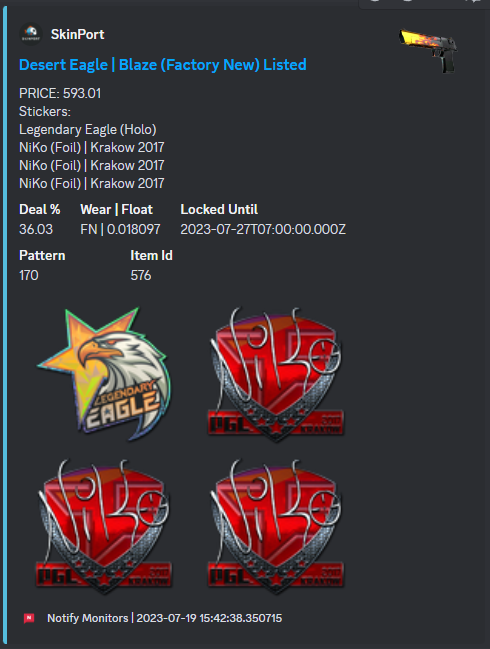 SkinPort
Desert Eagle | Blaze (Factory New) Listed
PRICE: 593.01
Stickers:
Legendary Eagle (Holo)
NiKo (Foil) | Krakow 2017
NiKo (Foil) | Krakow 2017
NiKo (Foil) | Krakow 2017
Deal % Wear | Float Locked Until
36.03 FN | 0.018097 2023-07-27T07:00:00.000Z
Pattern Item Id
170 576
LEGENDARY
EAGLE
NiKo
PGL KRAKOW
NiKo NiKo
PGL KRAKOW PGL KRAKOW
Notify Monitors | 2023-07-19 15:42:38.350715